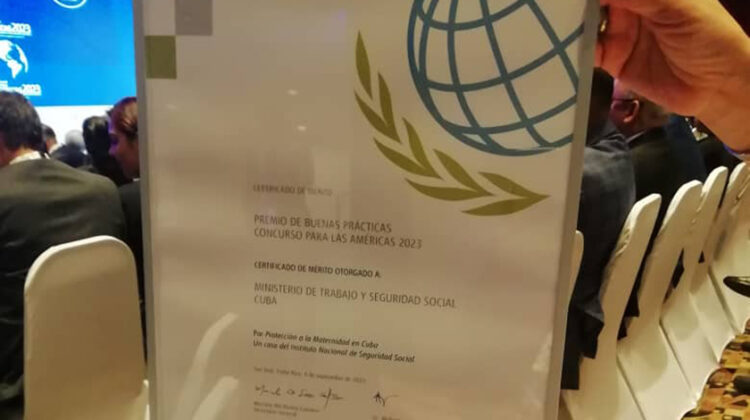 2023
CERTIFICADO DE MÉRITO
PREMIO DE BUENAS PRÁCTICAS
CONCURSO PARA LAS AMÉRICAS 2023
CERTIFICADO DE MÉRITO OTORGADO A:
MINISTERIO DE TRABAJO Y SEGURIDAD SOCIAL
CUBA
Por Protección a la Maternidad en Cuba
Un caso del Instituto Nacional de Seguridad Social
San José, Costa Rica, de septiembre de 2023